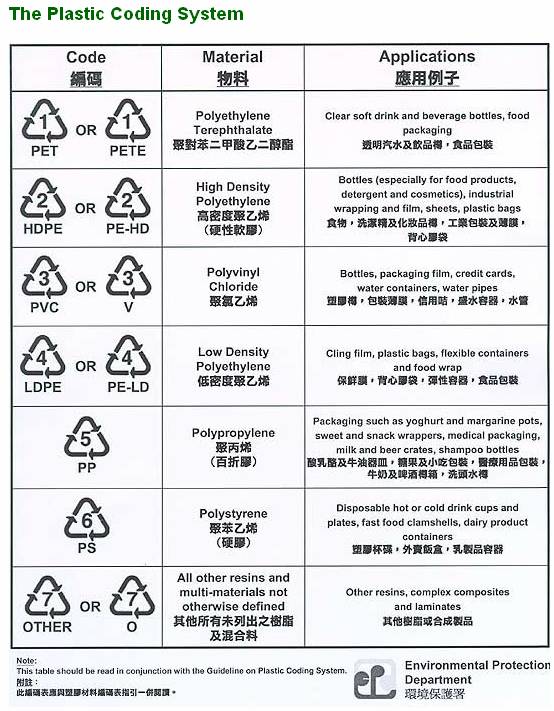 The Plastic Coding System
Code
編碼
Material
物料
Applications
應用例子
1 OR 1
PET PETE
Polyethylene
Terephthalate
聚對苯二甲酸乙二醇酯
Clear soft drink and beverage bottles, food
packaging
透明汽水及飲品樽，食品包裝
2 OR 2
HDPE PE-HD
High Density
Polyethylene
高密度聚乙烯
（硬性軟膠）
Bottles (especially for food products,
detergent and cosmetics), industrial
wrapping and film, sheets, plastic bags
食物，洗潔精及化妝品樽，工業包裝及薄膜，
背心膠袋
3 OR 3
PVC V
Polyvinyl
Chloride
聚氯乙烯
Bottles, packaging film, credit cards,
water containers, water pipes
塑膠樽，包裝薄膜，信用咭，盛水容器，水管
4 OR 4
LDPE PE-LD
Low Density
Polyethylene
低密度聚乙烯
Cling film, plastic bags, flexible containers
and food wrap
保鮮膜，背心膠袋，彈性容器，食品包裝
5
PP
Polypropylene
聚丙烯
（百折膠）
Packaging such as yoghurt and margarine pots,
sweet and snack wrappers, medical packaging,
milk and beer crates, shampoo bottles
酸乳酪及牛油器皿，糖果及小吃包裝，醫療用品包裝，
牛奶及啤酒樽箱，洗頭水樽
6
PS
Polystyrene
聚苯乙烯
（硬膠）
Disposable hot or cold drink cups and
plates, fast food clamshells, dairy product
containers
塑膠杯碟，外賣飯盒，乳製品容器
7 OR 7
OTHER O
All other resins and
multi-materials not
otherwise defined
其他所有未列出之樹脂
及混合料
Other resins, complex composites
and laminates
其他樹脂或合成製品
Note:
This table should be read in conjunction with the Guideline on Plastic Coding System.
附註：
此編碼表應與塑膠材料編碼表指引一併閱讀。
Environmental Protection
Department
環境保護署